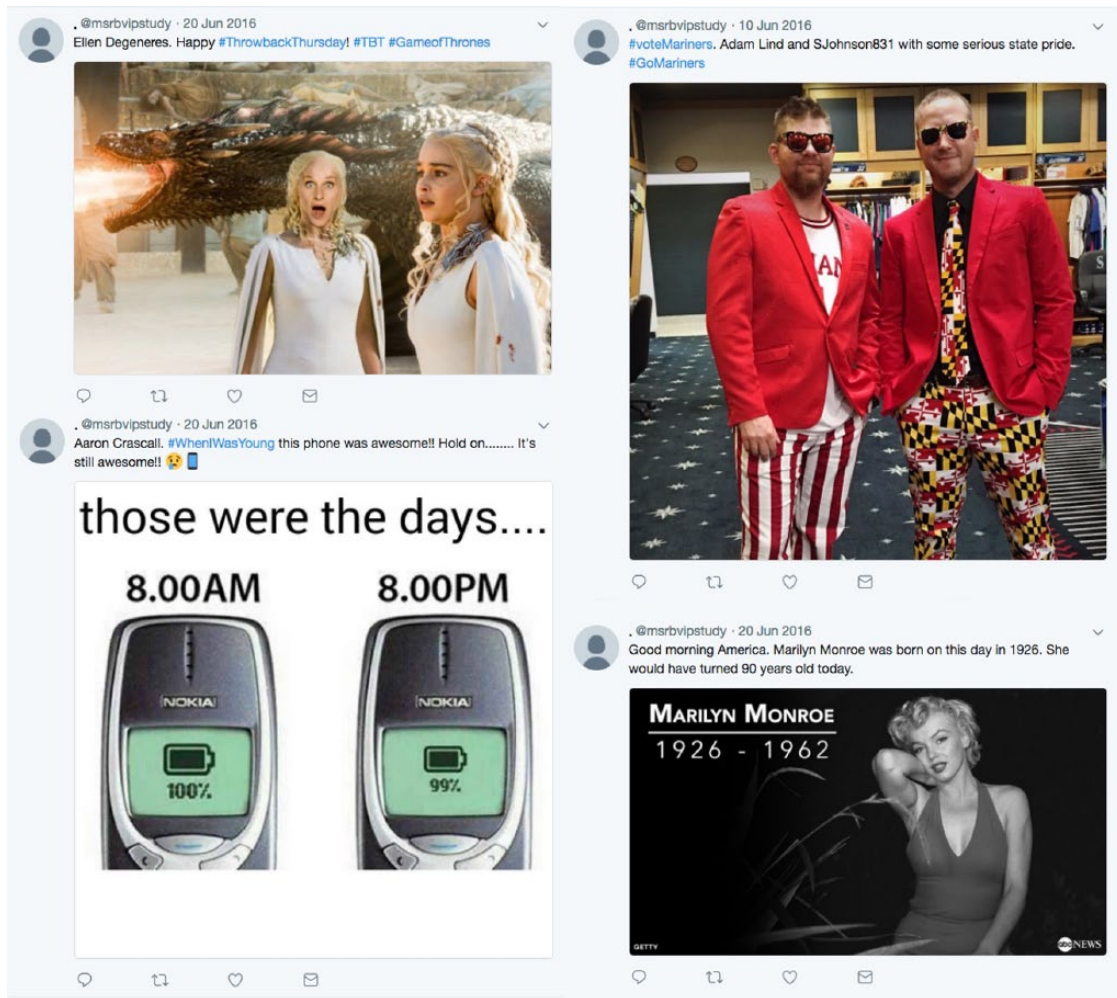 . @msrbvipstudy · 20 Jun 2016
Ellen Degeneres. Happy #ThrowbackThursday! #TBT #GameofThrones
. @msrbvipstudy · 20 Jun 2016
Aaron Crascall. #WhenIWasYoung this phone was awesome!! Hold on........ It's
still awesome!! 😢📱
those were the days....
8.00AM
8.00PM
NOKIA
NOKIA
100%
99%
. @msrbvipstudy · 10 Jun 2016
#voteMariners. Adam Lind and SJohnson831 with some serious state pride.
#GoMariners
IAN
S
. @msrbvipstudy · 20 Jun 2016
Good morning America. Marilyn Monroe was born on this day in 1926. She
would have turned 90 years old today.
MARILYN MONROE
1926 - 1962
GETTY
abc NEWS